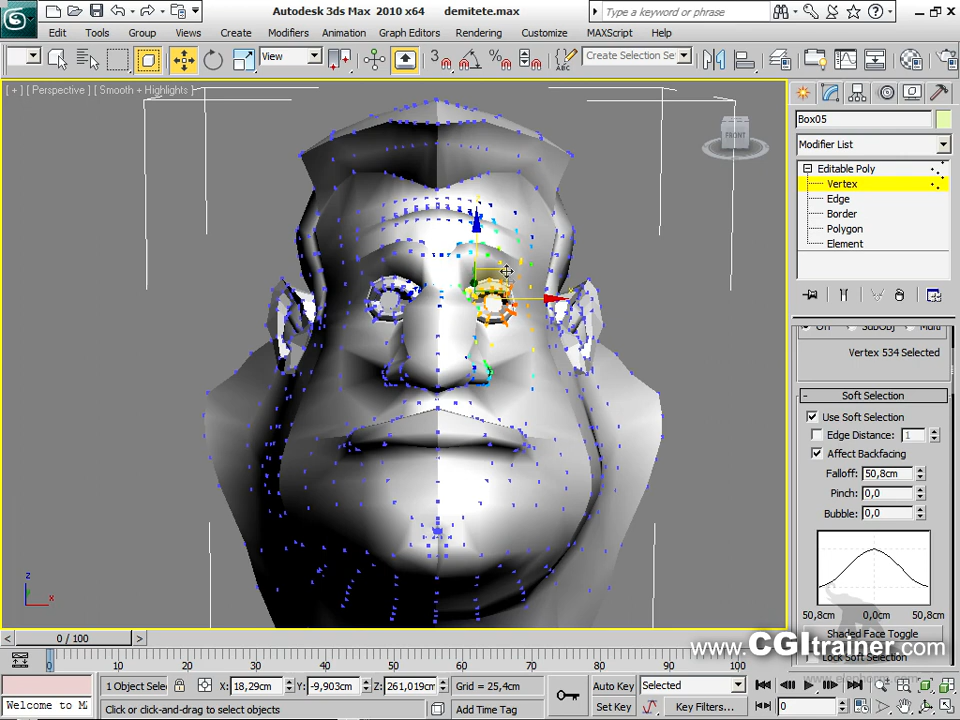 Autodesk 3ds Max 2010 x64 demitete.max
Type a keyword or phrase
Edit Tools Group Views Create Modifiers Animation Graph Editors Rendering Customize MAXScript Help
View
Create Selection Se
[ + ] [ Perspective ] [ Smooth + Highlights ]
FRONT
Box05
Modifier List
Editable Poly
Vertex
Edge
Border
Polygon
Element
Off SubObj Multi
Vertex 534 Selected
- Soft Selection
Use Soft Selection
Edge Distance: 1
Affect Backfacing
Falloff: 50,8cm
Pinch: 0,0
Bubble: 0,0
50,8cm 0,0cm 50,8cm
Shaded Face Toggle
Lock Soft Selection
www.CGItrainer.com
z
x
< 0 / 100 >
0 10 20 30 40 50 60 70 80 90 100
1 Object Sele
X: 18,29cm Y: -9,903cm Z: 261,019cm
Grid = 25,4cm
Auto Key Selected
Welcome to MA
Click or click-and-drag to select objects
Add Time Tag
Set Key Key Filters... 0